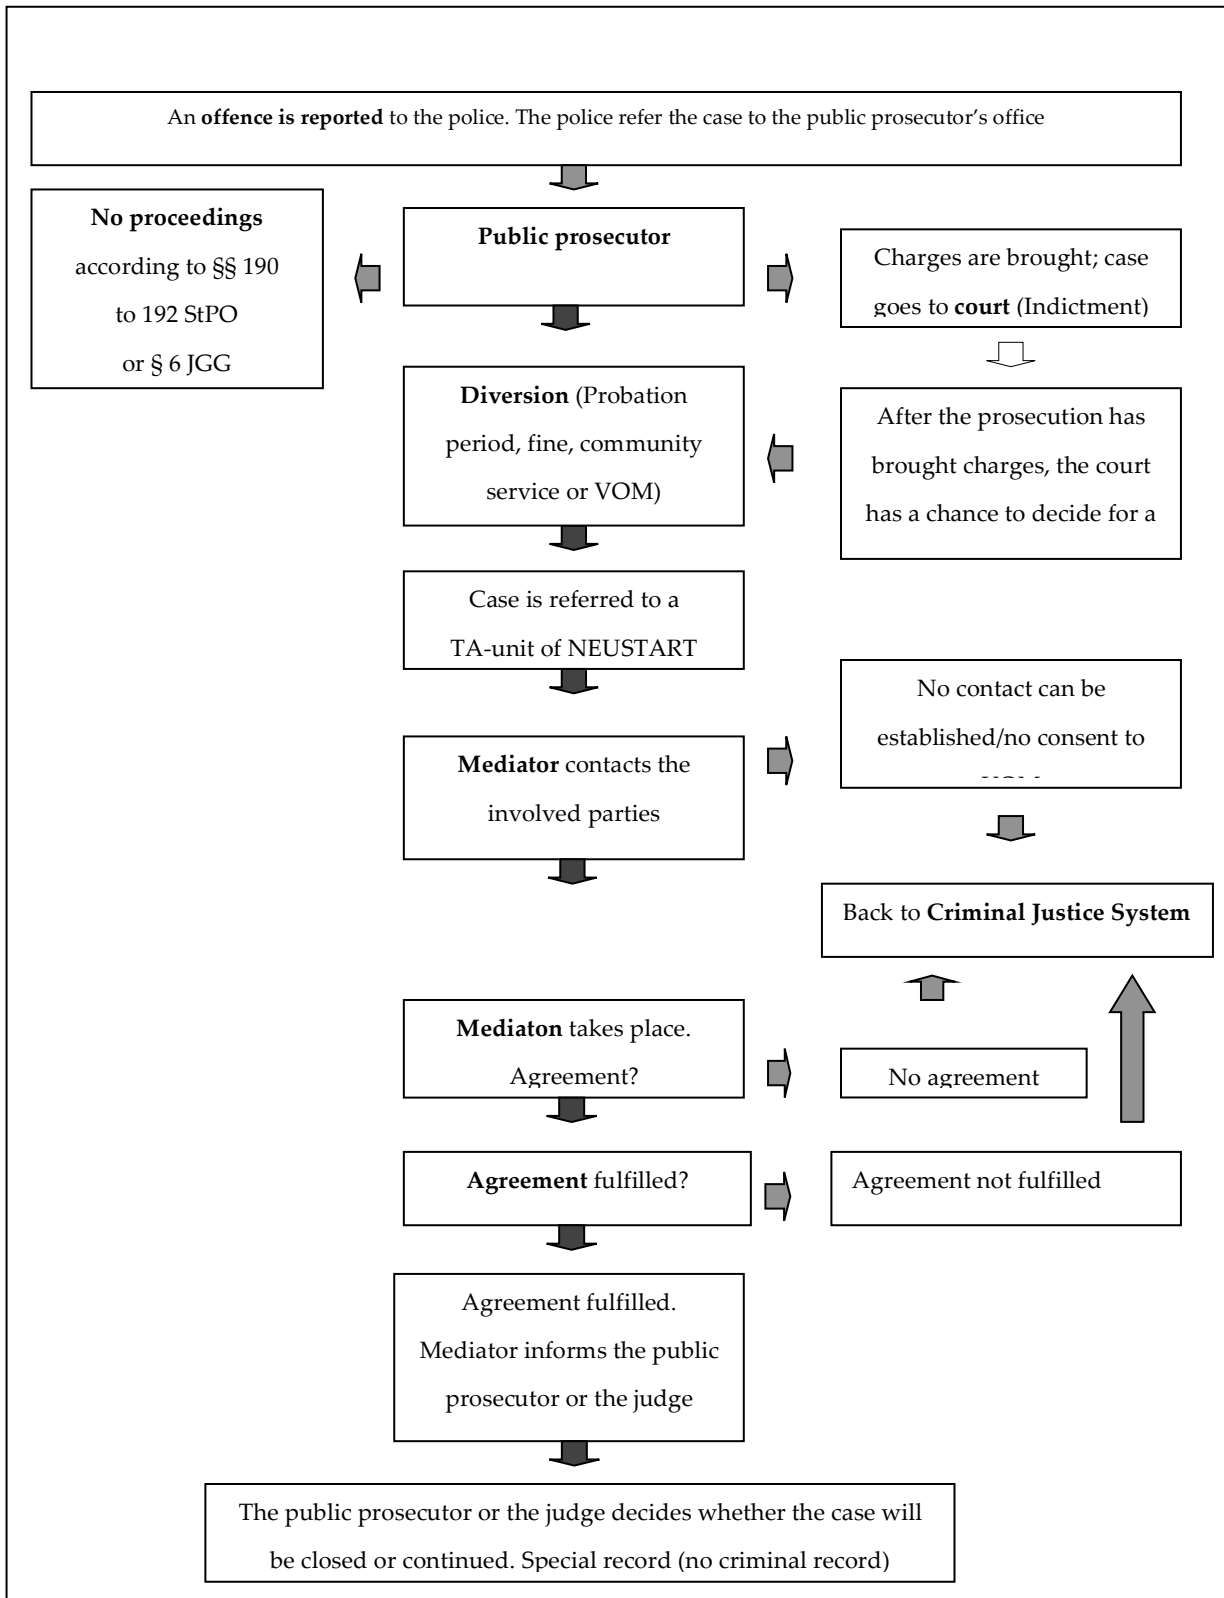 An offence is reported to the police. The police refer the case to the public prosecutor’s office
No proceedings
according to §§ 190
to 192 StPO
or § 6 JGG
Public prosecutor
Charges are brought; case
goes to court (Indictment)
Diversion (Probation
period, fine, community
service or VOM)
After the prosecution has
brought charges, the court
has a chance to decide for a
Case is referred to a
TA-unit of NEUSTART
Mediator contacts the
involved parties
No contact can be
established/no consent to
Back to Criminal Justice System
Mediaton takes place.
Agreement?
No agreement
Agreement fulfilled?
Agreement not fulfilled
Agreement fulfilled.
Mediator informs the public
prosecutor or the judge
The public prosecutor or the judge decides whether the case will
be closed or continued. Special record (no criminal record)